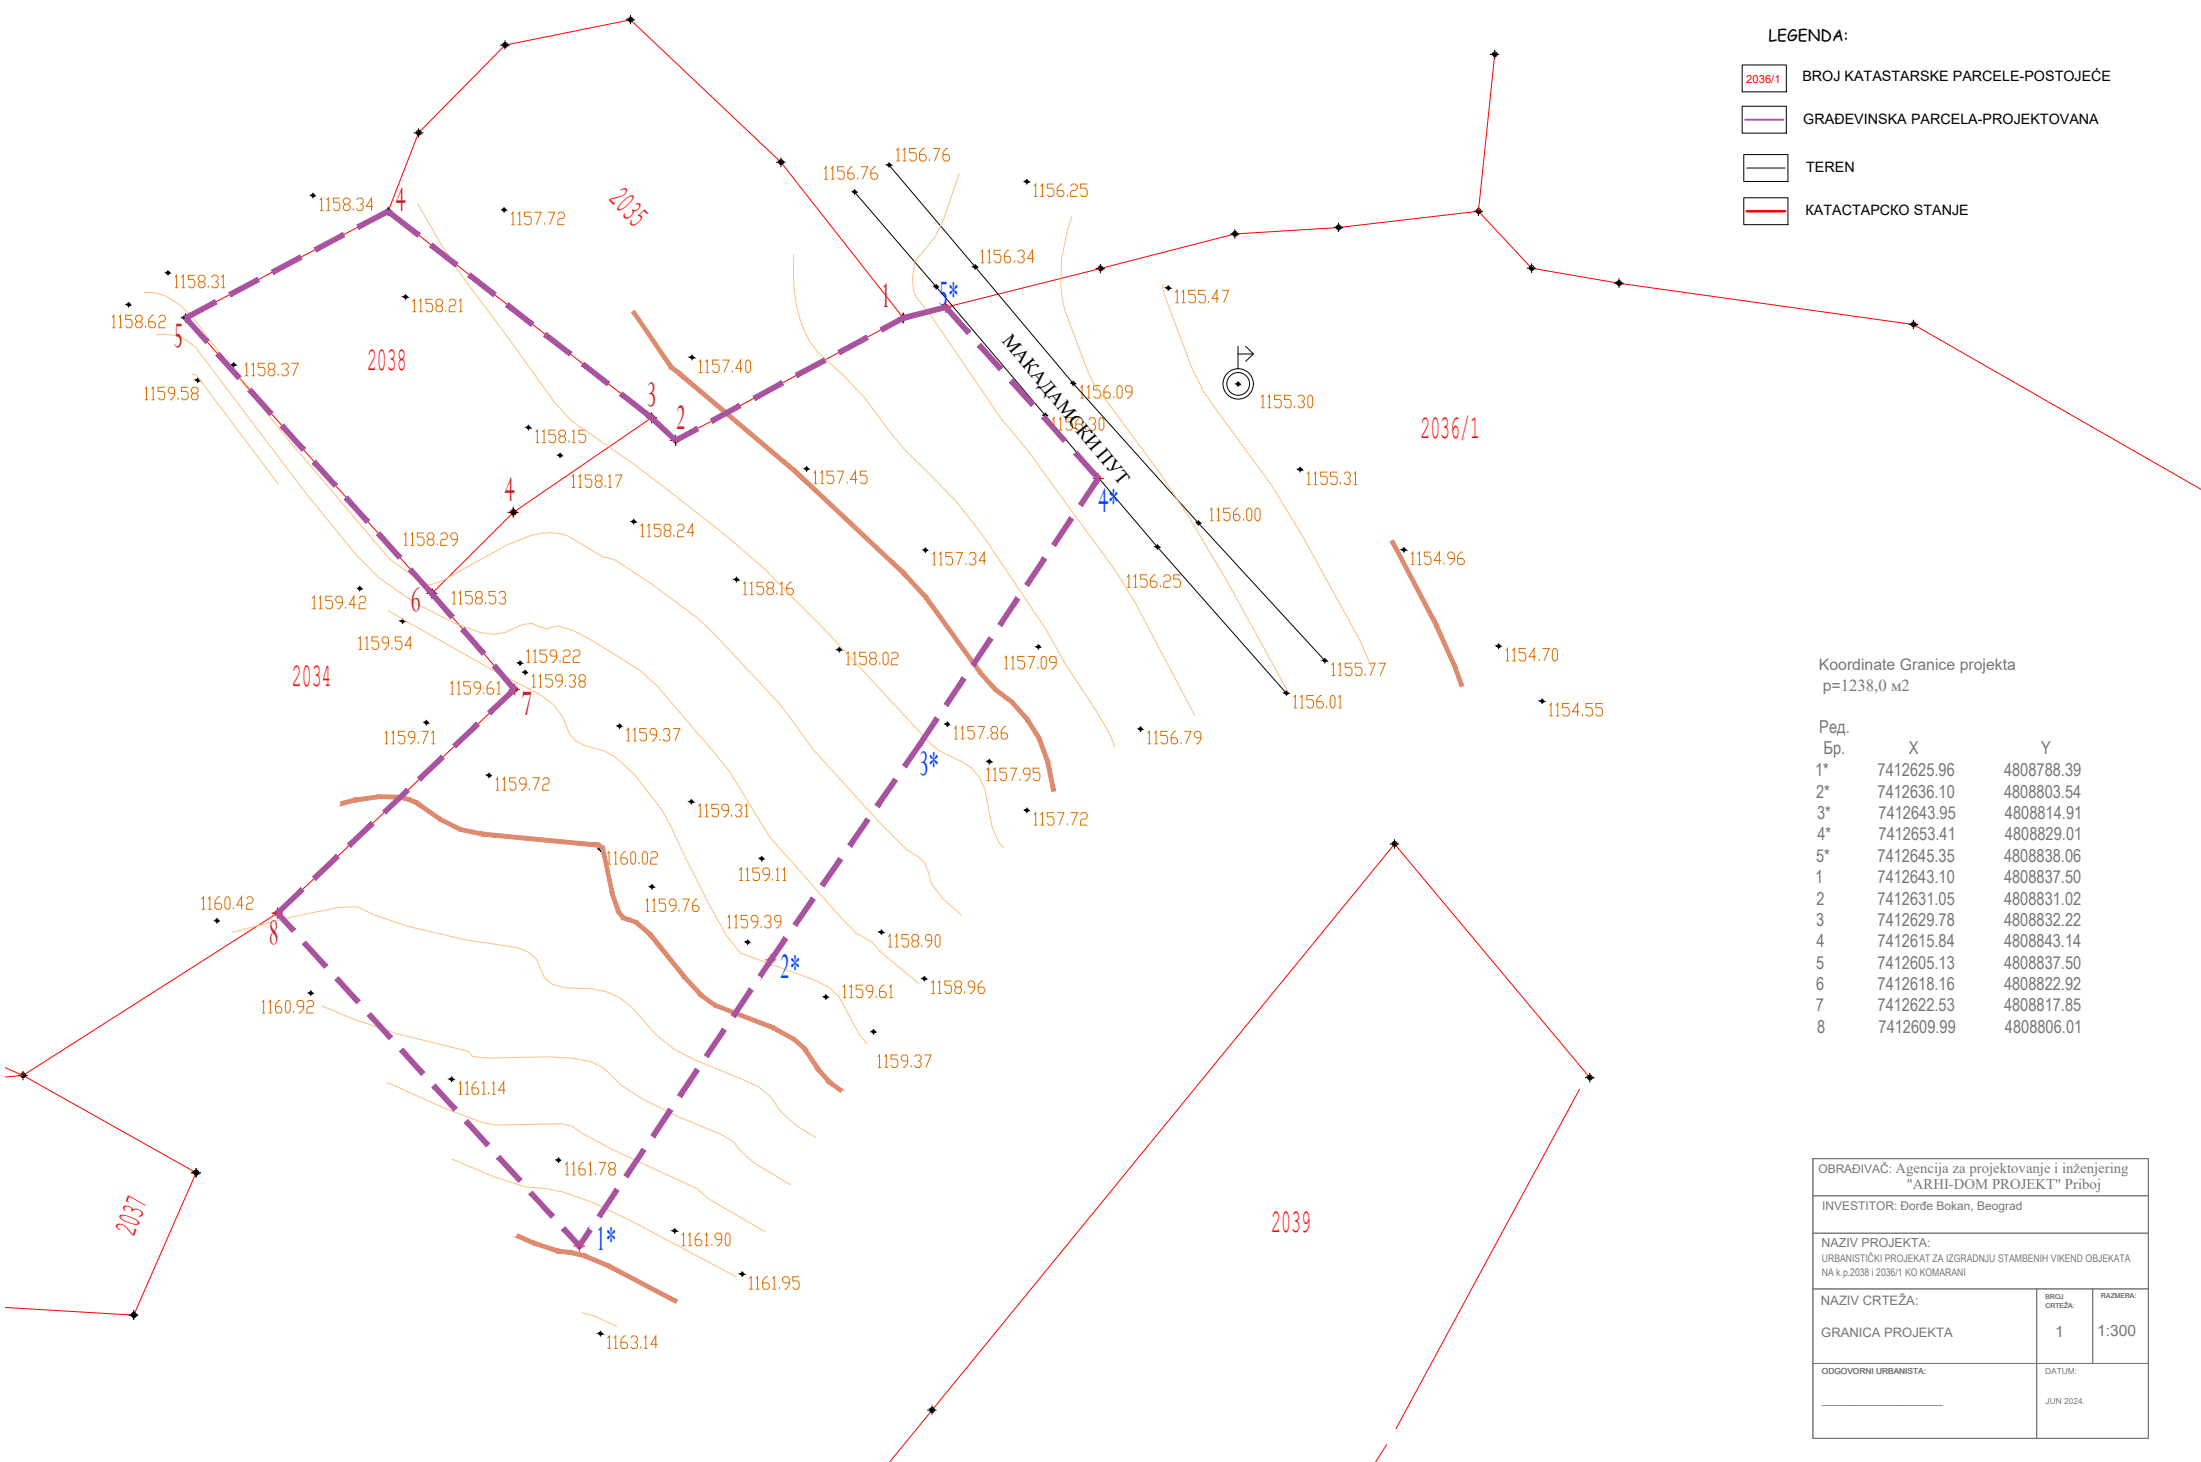 LEGENDA:
2036/1 BROJ KATASTARSKE PARCELE-POSTOJEĆE
GRAĐEVINSKA PARCELA-PROJEKTOVANA
TEREN
КАТАСТАРСКО STANJE
1156.76
1156.76
1156.25
1158.34
4
1157.72
2035
1156.34
1158.31
1158.62
5
1158.21
1
5*
1155.47
1158.37
2038
1157.40
МАКАДАМСКИ ПУТ
1159.58
3
2
1156.09
1155.30
1156.30
2036/1
1158.15
1158.17
1157.45
1155.31
4
4*
1158.24
1156.00
1158.29
1157.34
1154.96
1159.42
6
1158.53
1158.16
1156.25
1159.54
1159.22
1159.38
1158.02
1157.09
1155.77
1154.70
2034
1159.61
7
1156.01
1154.55
1159.71
1159.37
1157.86
1156.79
3*
1159.72
1157.95
1159.31
1157.72
1160.02
1159.11
1160.42
8
1159.76
1159.39
1158.90
2*
1158.96
1160.92
1159.61
1159.37
1161.14
1161.78
2037
1*
1161.90
2039
1161.95
1163.14
Koordinate Granice projekta
p=1238,0 м2
Ред.
Бр. X Y
1* 7412625.96 4808788.39
2* 7412636.10 4808803.54
3* 7412643.95 4808814.91
4* 7412653.41 4808829.01
5* 7412645.35 4808838.06
1 7412643.10 4808837.50
2 7412631.05 4808831.02
3 7412629.78 4808832.22
4 7412615.84 4808843.14
5 7412605.13 4808837.50
6 7412618.16 4808822.92
7 7412622.53 4808817.85
8 7412609.99 4808806.01
OBRAĐIVAČ: Agencija za projektovanje i inženjering
"ARHI-DOM PROJEKT" Priboj
INVESTITOR: Đorđe Bokan, Beograd
NAZIV PROJEKTA:
URBANISTIČKI PROJEKAT ZA IZGRADNJU STAMBENIH VIKEND OBJEKATA
NA k.p.2038 i 2036/1 KO KOMARANI
NAZIV CRTEŽA:
GRANICA PROJEKTA
BROJ
CRTEŽA:
1
RAZMERA:
1:300
ODGOVORNI URBANISTA:
DATUM:
JUN 2024.